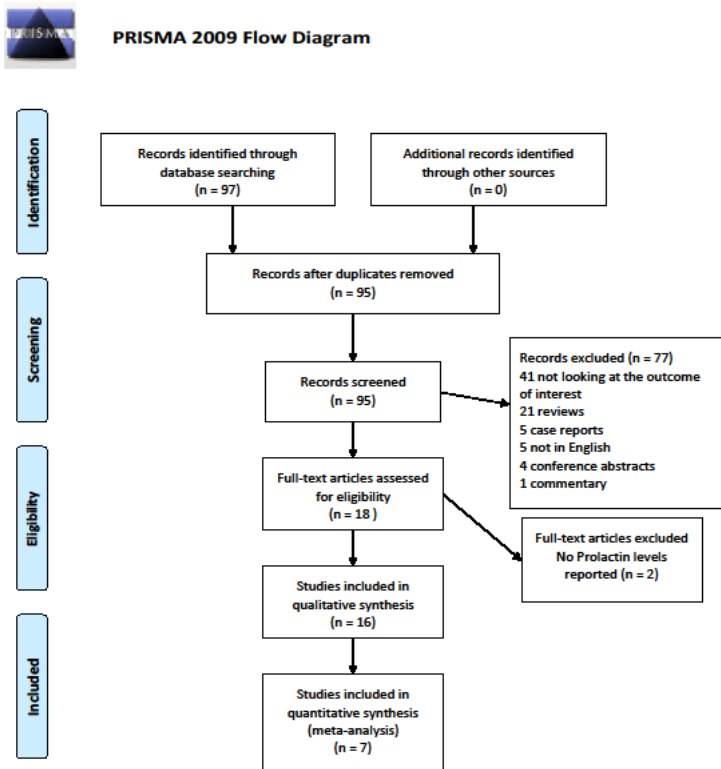 PRISMA 2009 Flow Diagram
Identification
Records identified through
database searching
(n = 97)
Additional records identified
through other sources
(n = 0)
Records after duplicates removed
(n = 95)
Screening
Records screened
(n = 95)
Records excluded (n = 77)
41 not looking at the outcome
of interest
21 reviews
5 case reports
5 not in English
4 conference abstracts
1 commentary
Eligibility
Full-text articles assessed
for eligibility
(n = 18 )
Full-text articles excluded
No Prolactin levels
reported (n = 2)
Studies included in
qualitative synthesis
(n = 16)
Included
Studies included in
quantitative synthesis
(meta-analysis)
(n = 7)